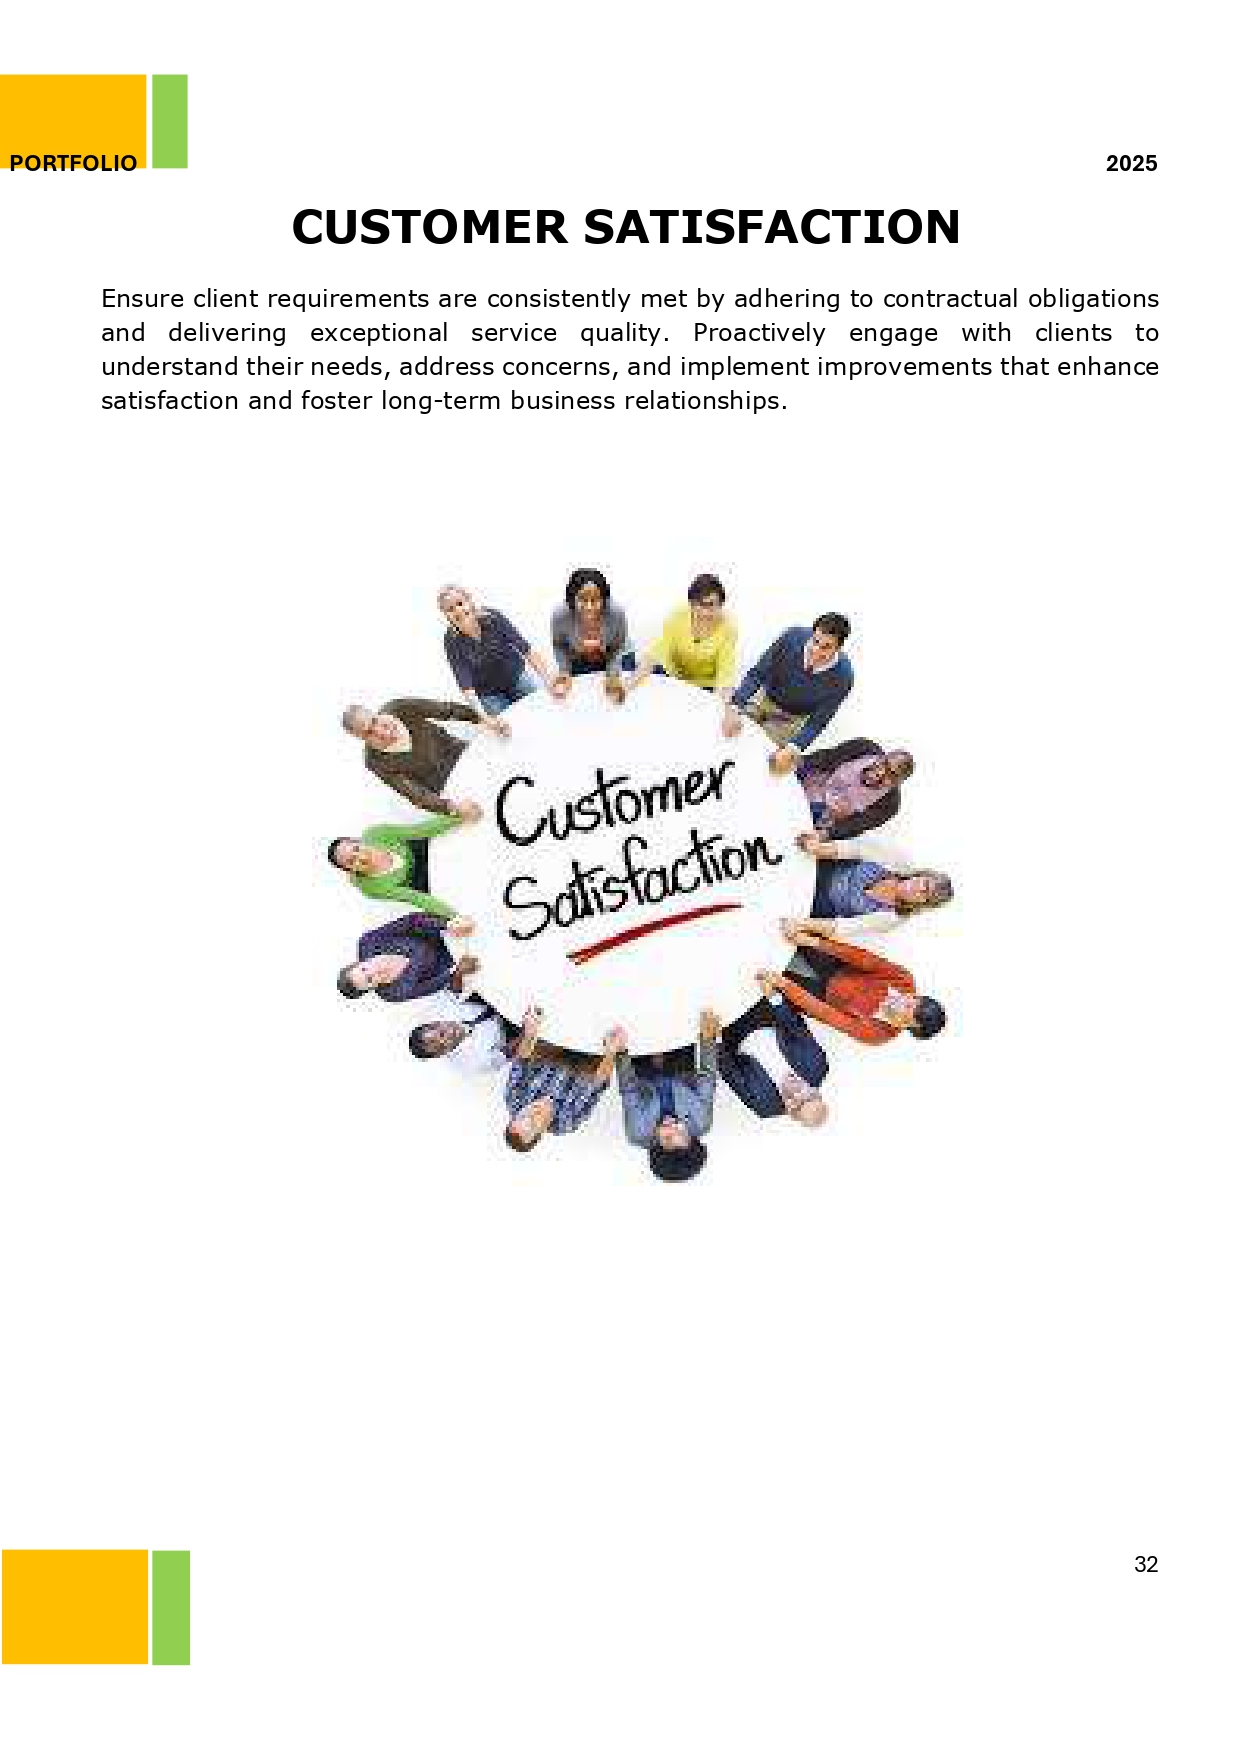 PORTFOLIO 2025
CUSTOMER SATISFACTION
Ensure client requirements are consistently met by adhering to contractual obligations
and delivering exceptional service quality. Proactively engage with clients to
understand their needs, address concerns, and implement improvements that enhance
satisfaction and foster long-term business relationships.
Customer
Satisfaction
32